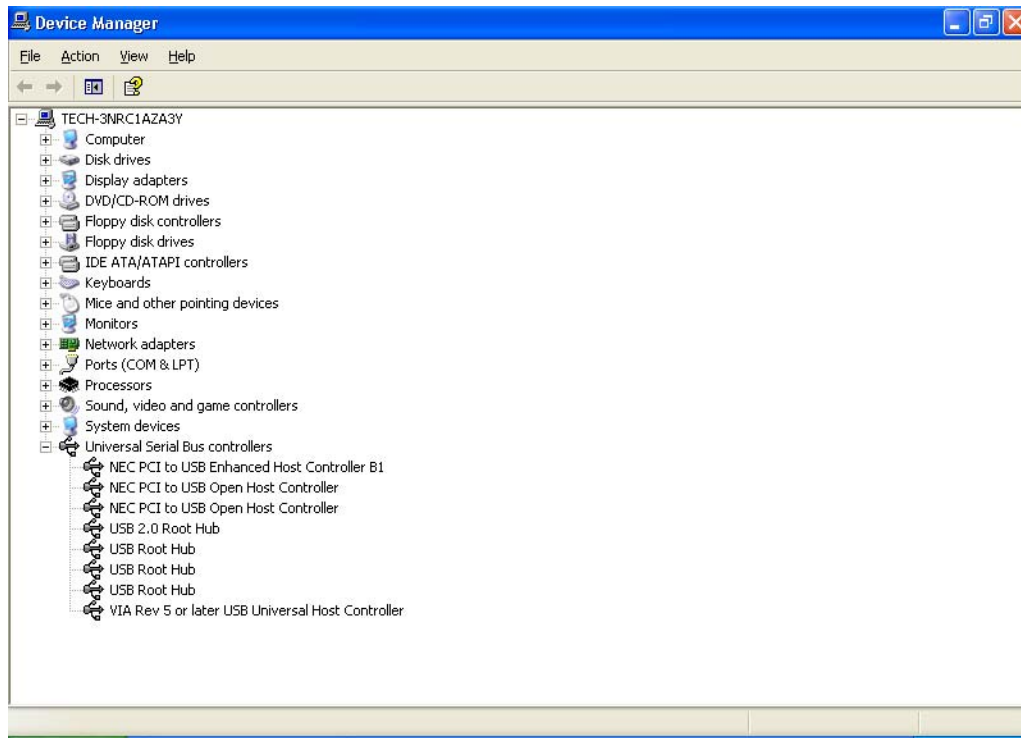 Device Manager
File Action View Help
TECH-3NRC1AZA3Y
Computer
Disk drives
Display adapters
DVD/CD-ROM drives
Floppy disk controllers
Floppy disk drives
IDE ATA/ATAPI controllers
Keyboards
Mice and other pointing devices
Monitors
Network adapters
Ports (COM & LPT)
Processors
Sound, video and game controllers
System devices
Universal Serial Bus controllers
NEC PCI to USB Enhanced Host Controller B1
NEC PCI to USB Open Host Controller
NEC PCI to USB Open Host Controller
USB 2.0 Root Hub
USB Root Hub
USB Root Hub
USB Root Hub
VIA Rev 5 or later USB Universal Host Controller